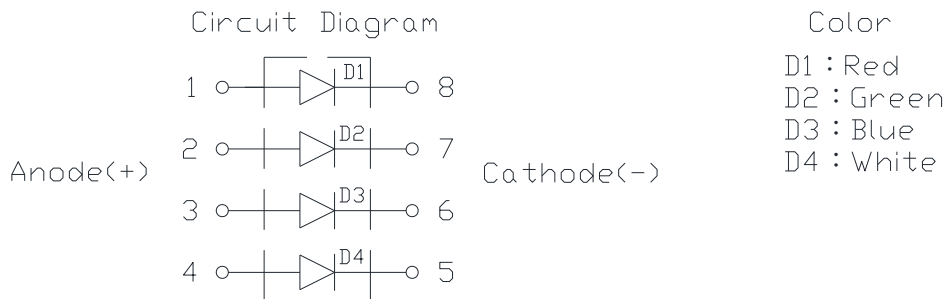 Circuit Diagram
Color
1 D1 8
2 D2 7
3 D3 6
4 D4 5
Anode(+)
Cathode(-)
D1 : Red
D2 : Green
D3 : Blue
D4 : White